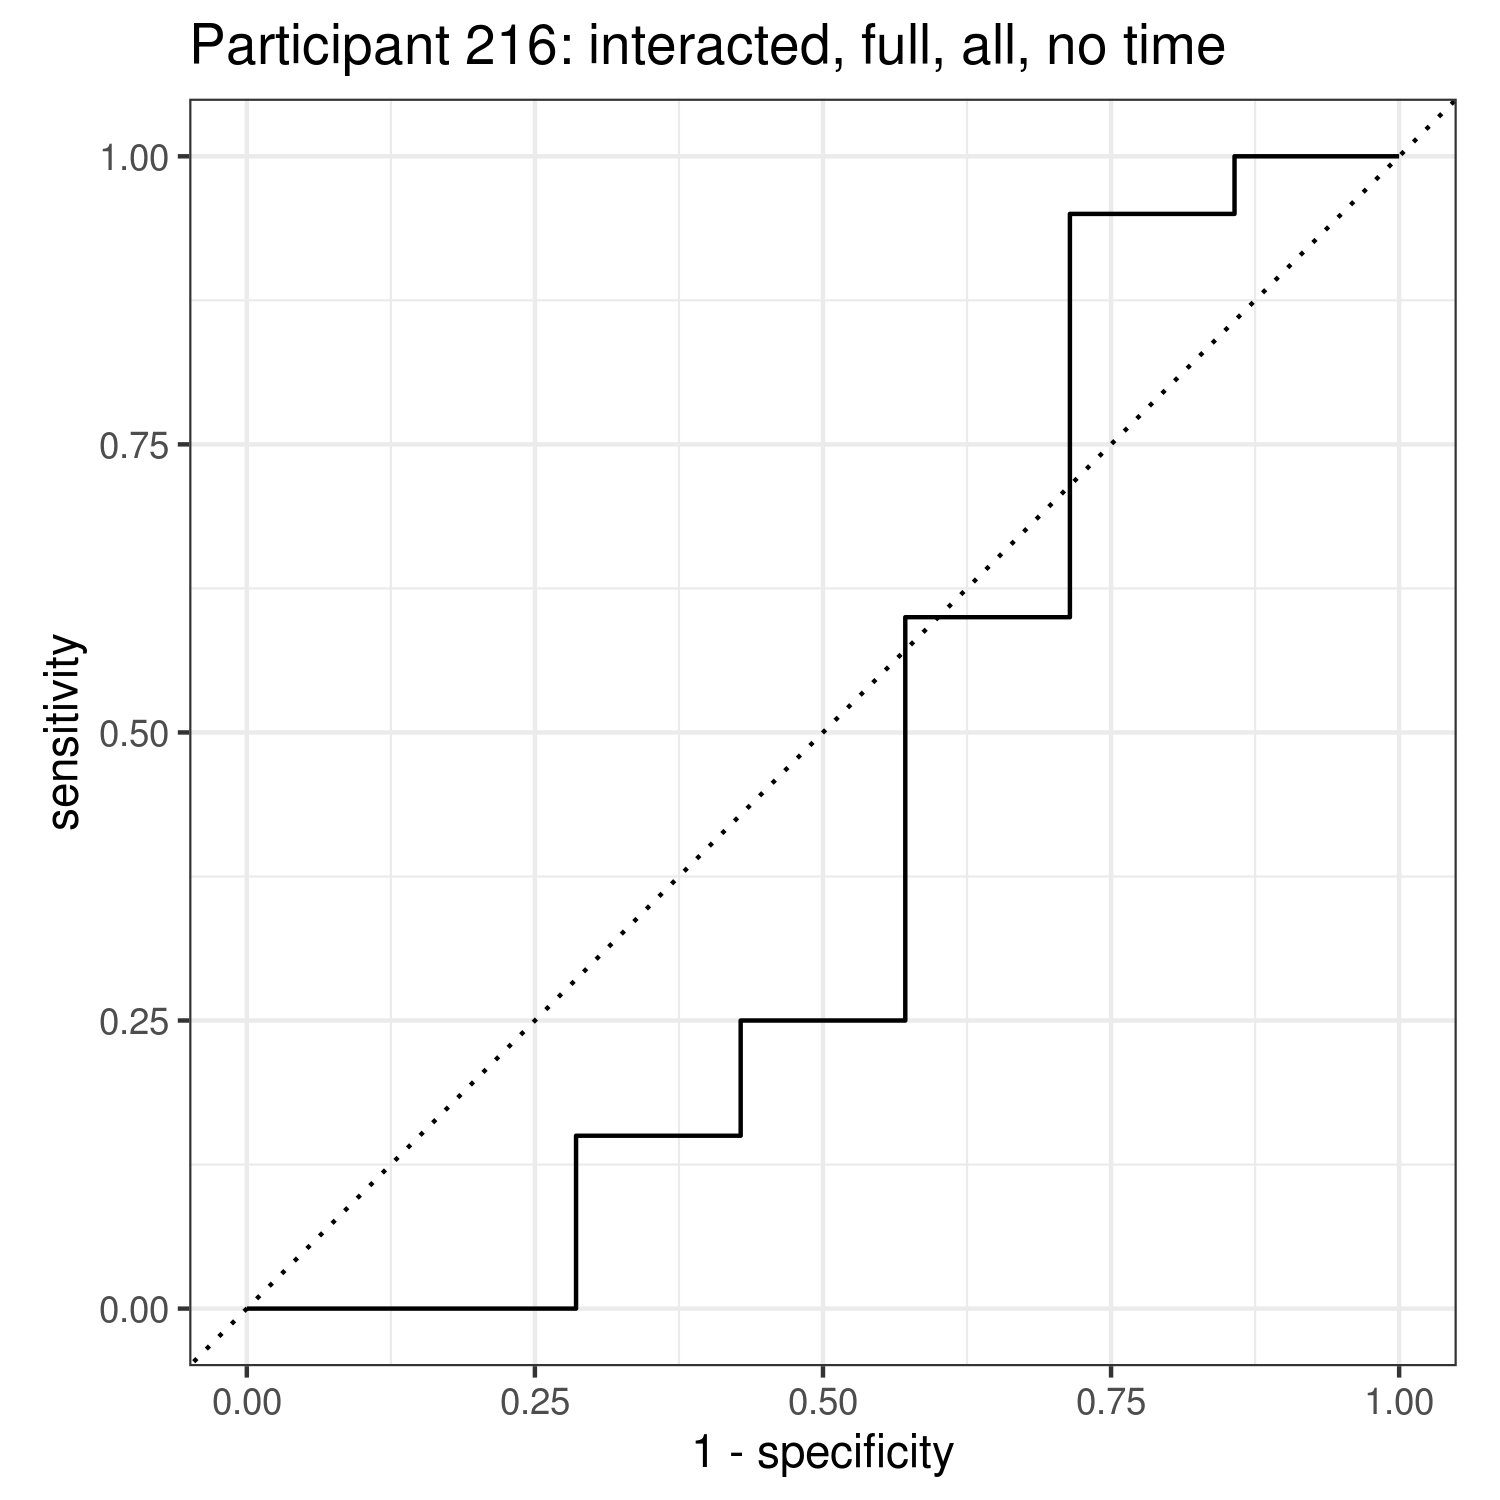 Participant 216: interacted, full, all, no time
1.00
0.75
0.50
0.25
0.00
sensitivity
0.00 0.25 0.50 0.75 1.00
1 - specificity